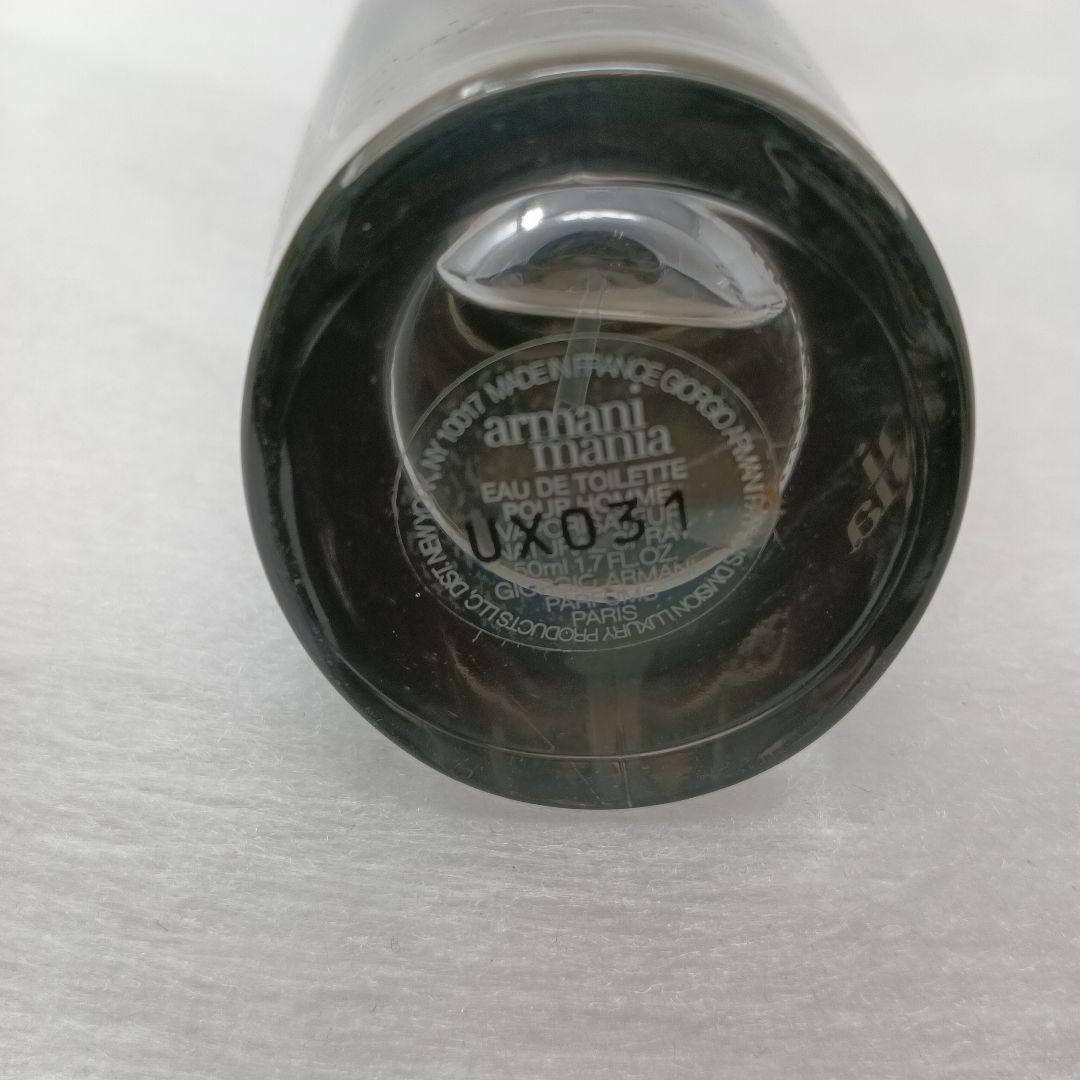 armani
mania
EAU DE TOILETTE
POUR HOMME
UX031
50ml 1.7 FL OZ
GIORGIO ARMANI
PARFUMS
PARIS
NY 10017 MADE IN FRANCE GIORGIO ARMANI
DIVISION LUXURY PRODUCTS LLC, DIST. NEW YORK